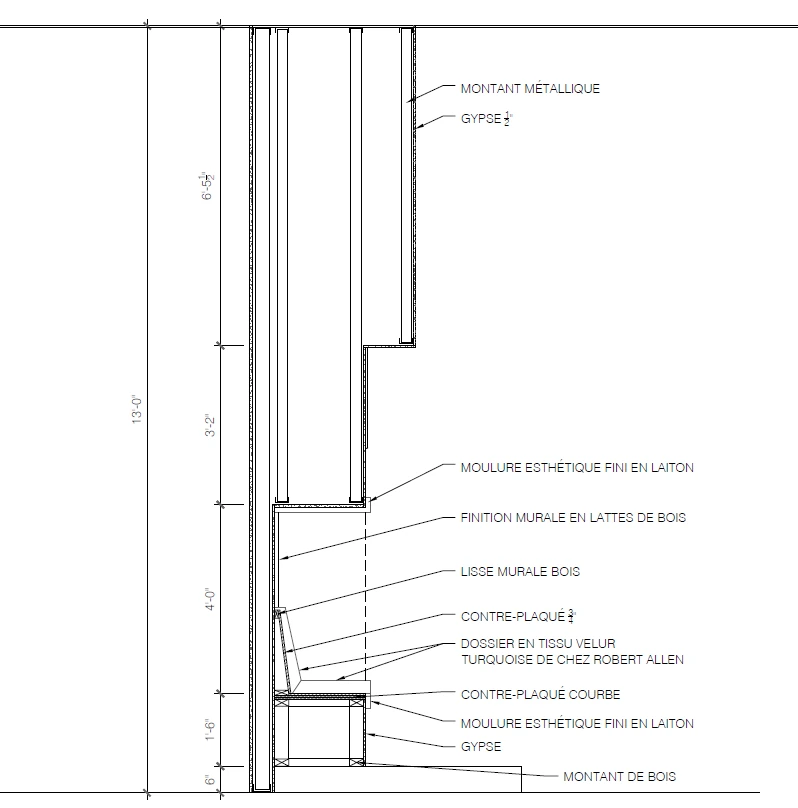 MONTANT MÉTALLIQUE
GYPSE 1/2"
6'-5 1/2"
13'-0"
3'-2"
MOULURE ESTHÉTIQUE FINI EN LAITON
FINITION MURALE EN LATTES DE BOIS
LISSE MURALE BOIS
4'-0"
CONTRE-PLAQUÉ 3/4"
DOSSIER EN TISSU VELUR
TURQUOISE DE CHEZ ROBERT ALLEN
CONTRE-PLAQUÉ COURBE
MOULURE ESTHÉTIQUE FINI EN LAITON
1'-6"
GYPSE
6"
MONTANT DE BOIS